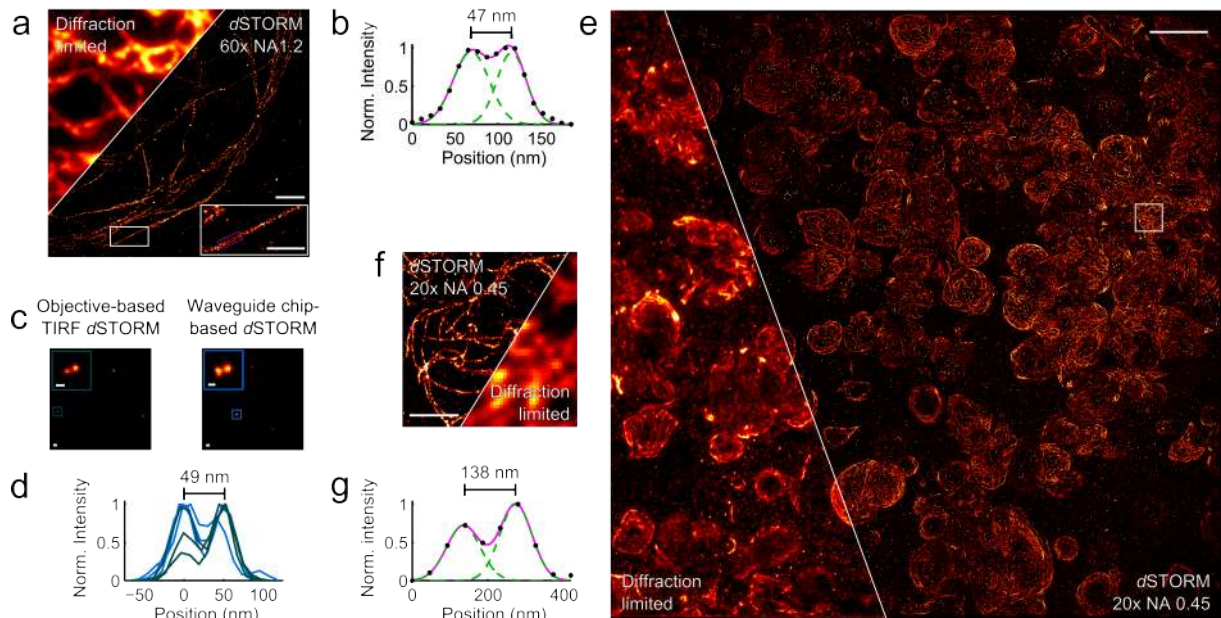 a
Diffraction
limited
dSTORM
60x NA1.2
b
47 nm
Norm. Intensity
1
0.5
0
0 50 100 150
Position (nm)
c
Objective-based
TIRF dSTORM
Waveguide chip-
based dSTORM
d
49 nm
Norm. intensity
1
0.5
0
−50 0 50 100
Position (nm)
e
Diffraction
limited
dSTORM
20x NA 0.45
f
dSTORM
20x NA 0.45
Diffraction
limited
g
138 nm
Norm. intensity
1
0.5
0
0 200 400
Position (nm)